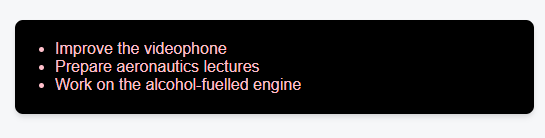 Improve the videophone
Prepare aeronautics lectures
Work on the alcohol-fuelled engine